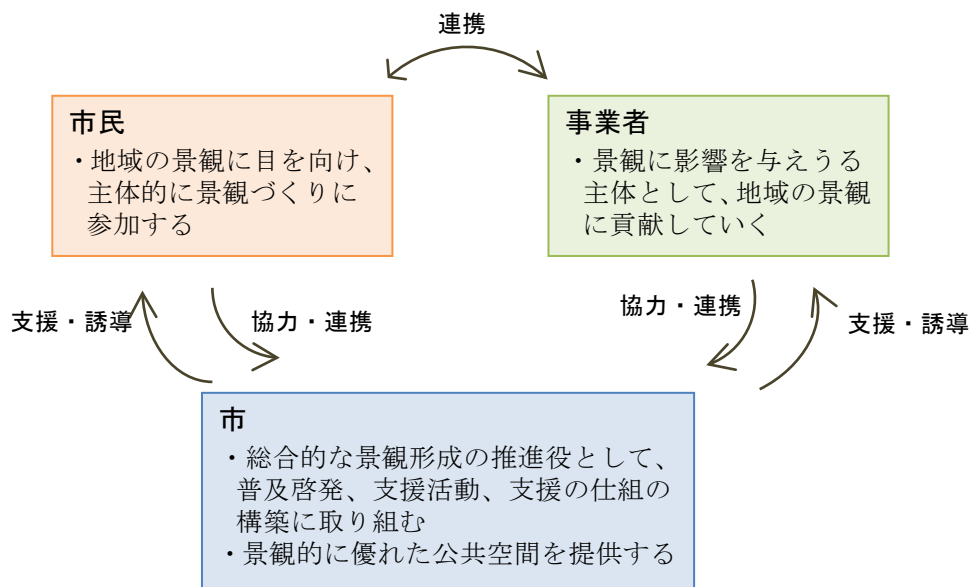 連携
市民
・地域の景観に目を向け、
主体的に景観づくりに
参加する
事業者
・景観に影響を与えうる
主体として、地域の景観
に貢献していく
支援・誘導
協力・連携
協力・連携
支援・誘導
市
・総合的な景観形成の推進役として、
普及啓発、支援活動、支援の仕組の
構築に取り組む
・景観的に優れた公共空間を提供する